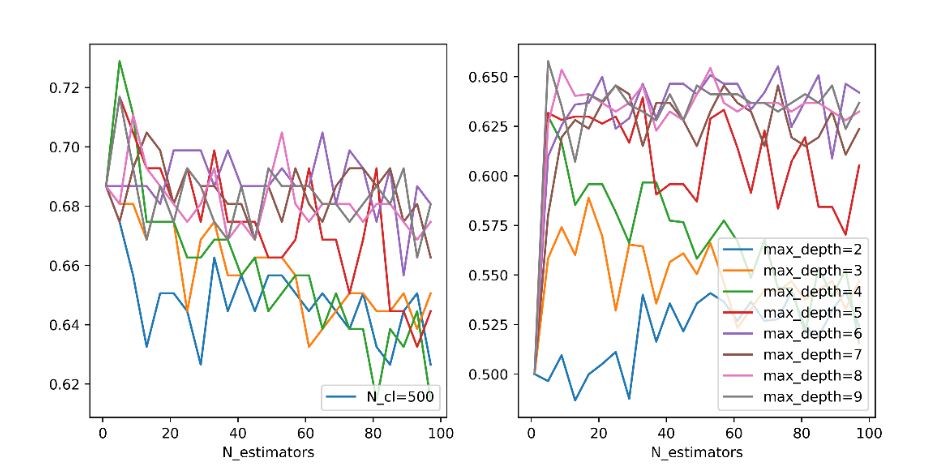 0.72
0.70
0.68
0.66
0.64
0.62
0 20 40 60 80 100
N_estimators
N_cl=500
0.650
0.625
0.600
0.575
0.550
0.525
0.500
0 20 40 60 80 100
N_estimators
max_depth=2
max_depth=3
max_depth=4
max_depth=5
max_depth=6
max_depth=7
max_depth=8
max_depth=9